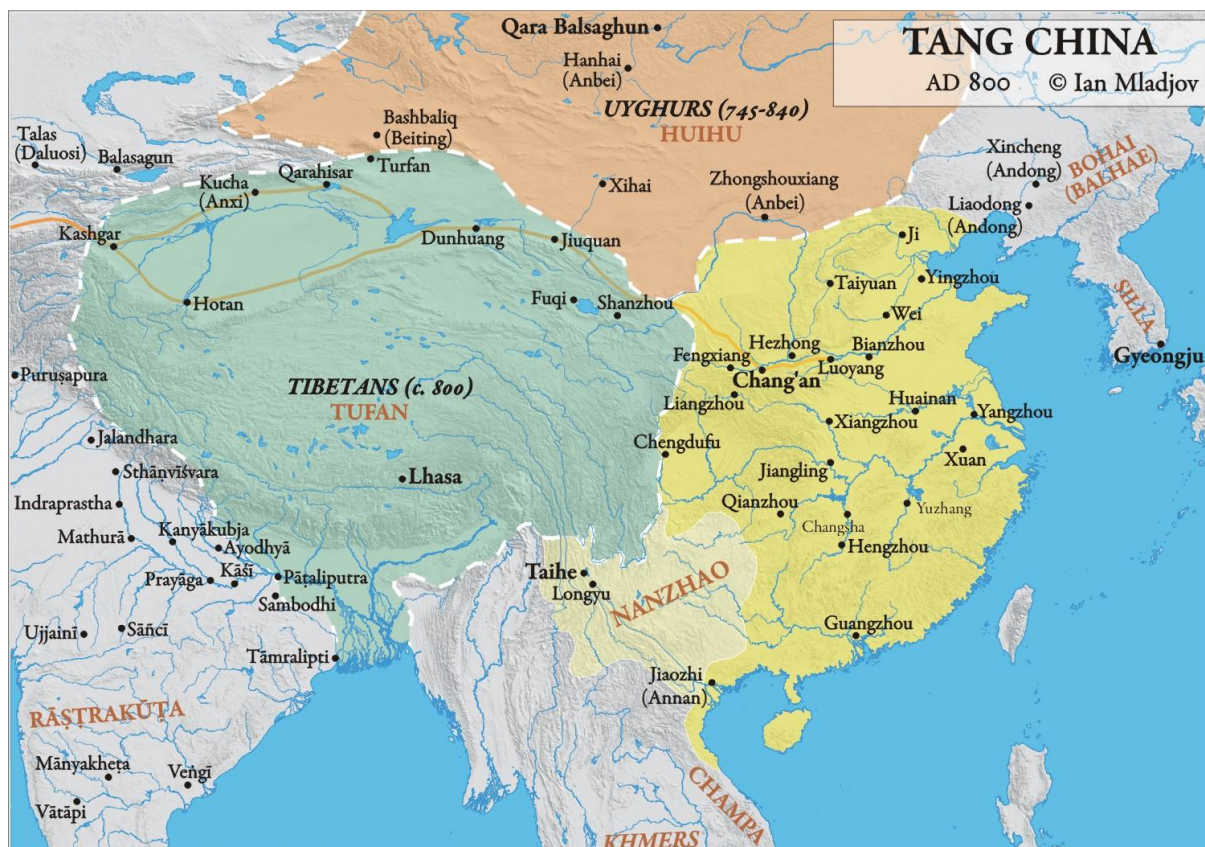 TANG CHINA
AD 800 © Ian Mladjov
Qara Balsaghun
Hanhai
(Anbei)
UYGHURS (745-840)
HUIHU
Bashbaliq
(Beiting)
Talas
(Daluosi)
Balasagun
Turfan
Qarahisar
Kucha
(Anxi)
Xihai
Zhongshouxiang
(Anbei)
Xincheng
(Andong)
BOHAI
(BALHAE)
Liaodong
(Andong)
Kashgar
Dunhuang
Jiuquan
Ji
Hotan
Fuqi
Shanzhou
Taiyuan
Yingzhou
SILLA
Wei
Gyeongju
Hezhong
Bianzhou
Fengxiang
Luoyang
Chang'an
Puruṣapura
TIBETANS (c. 800)
TUFAN
Liangzhou
Huainan
Yangzhou
Xiangzhou
Jalandhara
Chengdufu
Xuan
Sthāṇvīśvara
Lhasa
Jiangling
Indraprastha
Qianzhou
Yuzhang
Changsha
Mathurā
Kanyākubja
Ayodhyā
Hengzhou
Prayāga
Kāśī
Pāṭaliputra
Taihe
Longyu
NANZHAO
Sambodhi
Ujjainī
Sāñcī
Guangzhou
Tāmralipti
Jiaozhi
(Annan)
RĀṢṬRAKŪṬA
Mānyakheṭa
Veṅgī
Vātāpi
CHAMPA
KHMERS